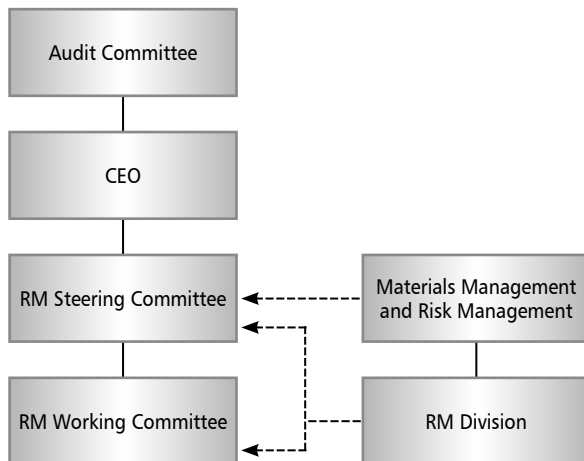 Audit Committee
CEO
RM Steering Committee
Materials Management
and Risk Management
RM Working Committee
RM Division